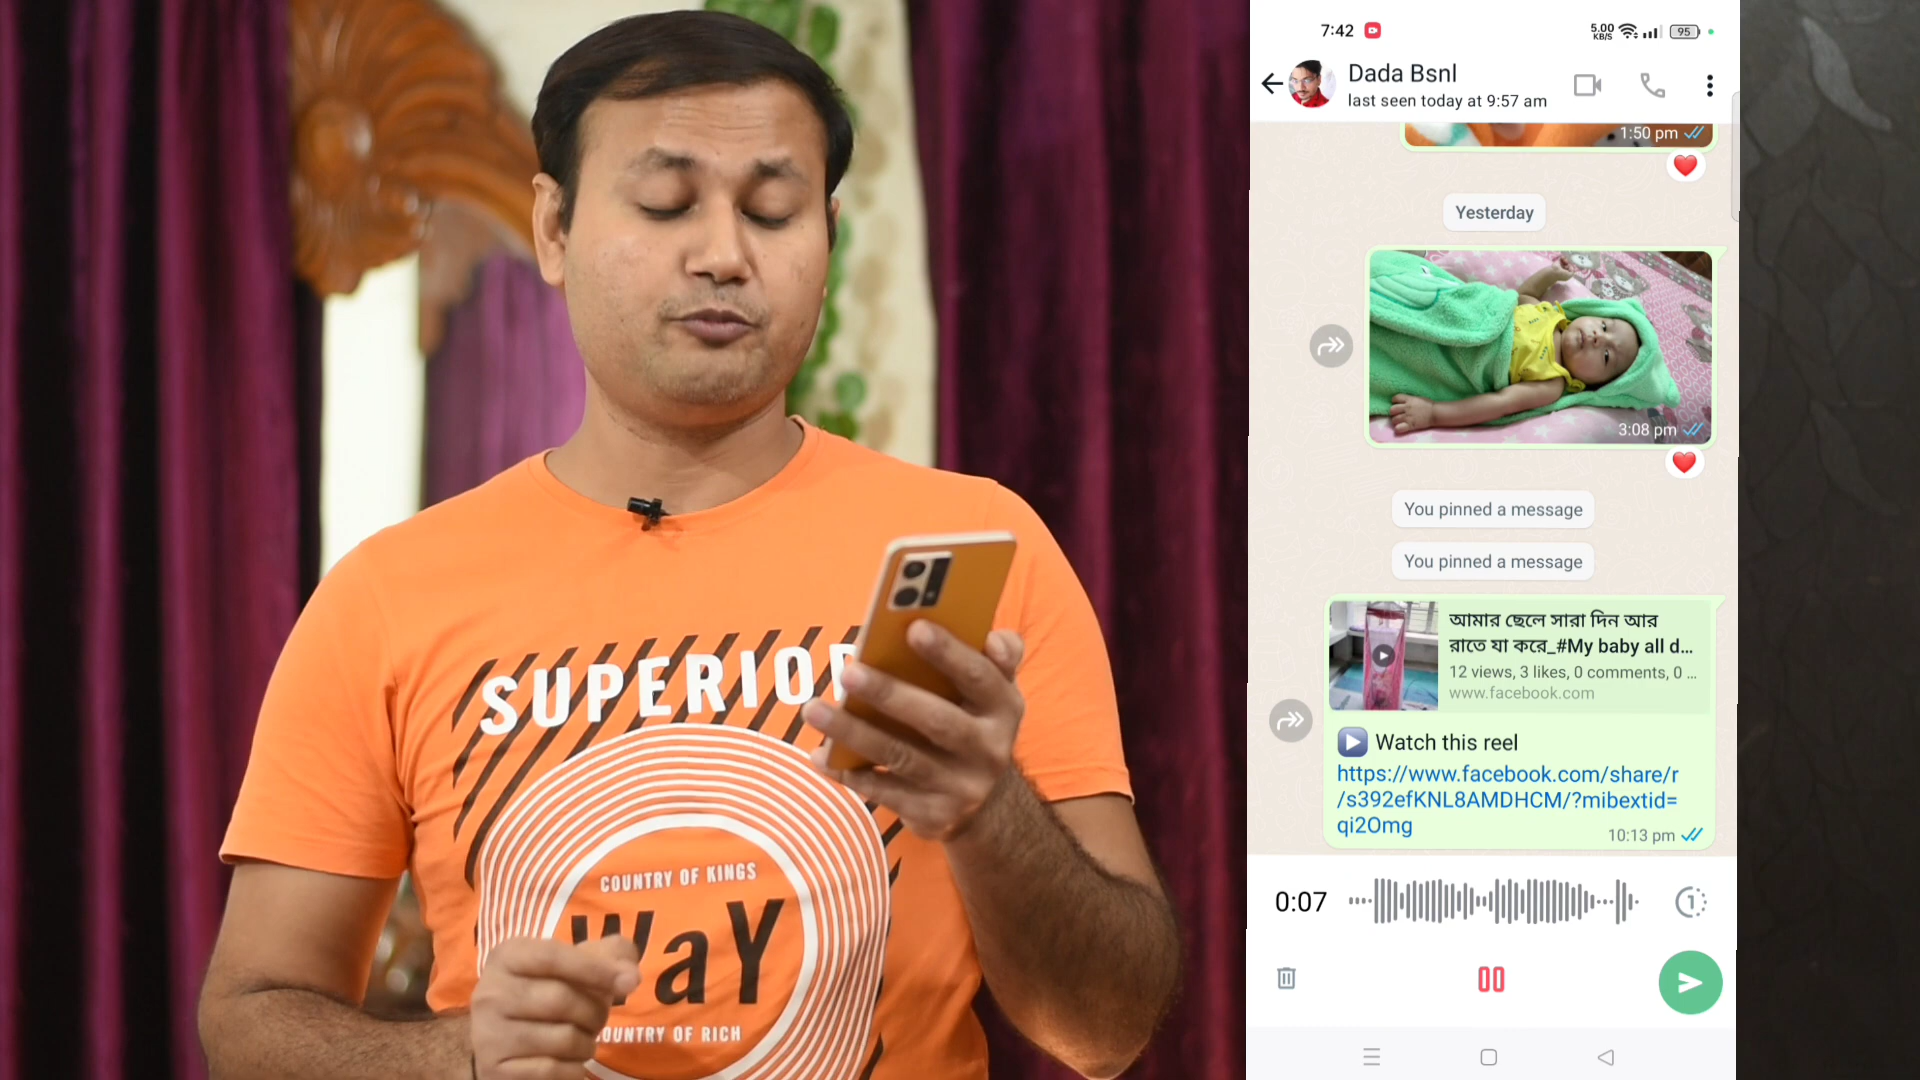 SUPERIOR
COUNTRY OF KINGS
WaY
COUNTRY OF RICH
7:42
5.00
KB/S
95
Dada Bsnl
last seen today at 9:57 am
1:50 pm
Yesterday
3:08 pm
You pinned a message
You pinned a message
আমার ছেলে সারা দিন আর
রাতে যা করে_#My baby all d...
12 views, 3 likes, 0 comments, 0 ...
www.facebook.com
Watch this reel
https://www.facebook.com/share/r
/s392efKNL8AMDHCM/?mibextid=
qi2Omg
10:13 pm
0:07
1